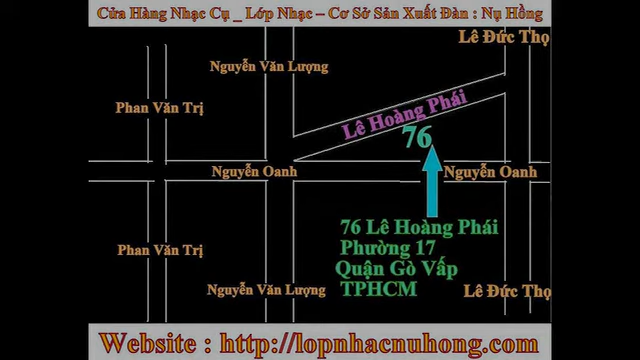 Cửa Hàng Nhạc Cụ _ Lớp Nhạc – Cơ Sở Sản Xuất Đàn : Nụ Hồng
Lê Đức Thọ
Nguyễn Văn Lượng
Phan Văn Trị
Lê Hoàng Phái
76
Nguyễn Oanh
Nguyễn Oanh
76 Lê Hoàng Phái
Phường 17
Phan Văn Trị
Quận Gò Vấp
Nguyễn Văn Lượng
TPHCM
Lê Đức Thọ
Website : http://lopnhacnuhong.com